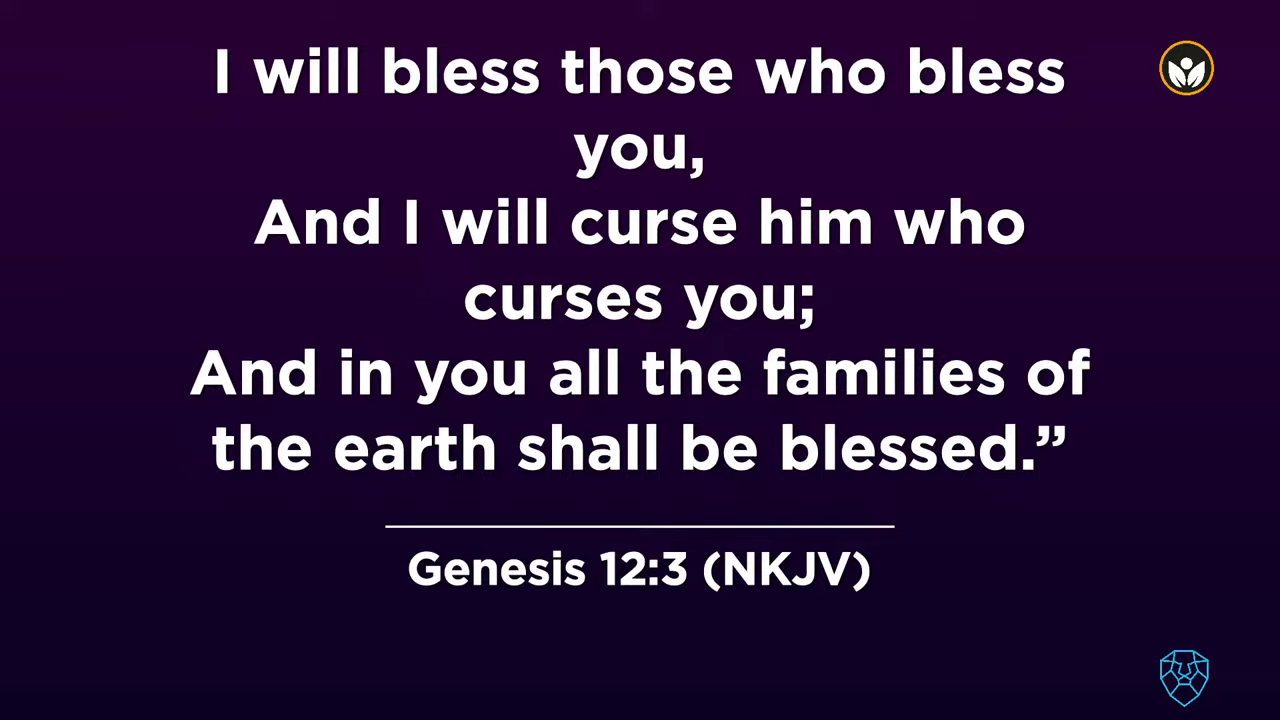 I will bless those who bless
you,
And I will curse him who
curses you;
And in you all the families of
the earth shall be blessed.”
Genesis 12:3 (NKJV)